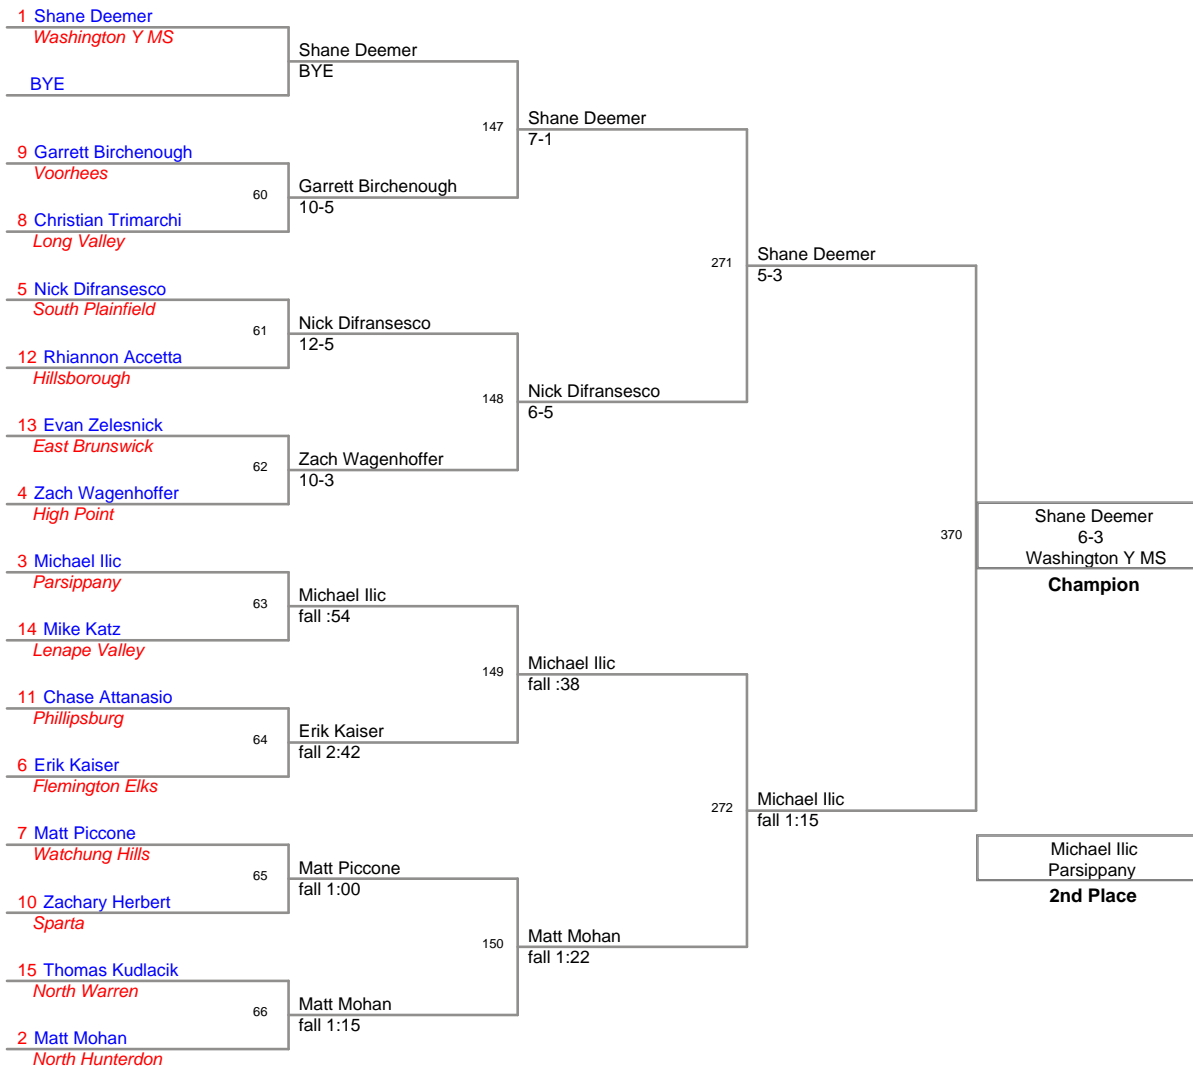 1 Shane Deemer
Washington Y MS
BYE
9 Garrett Birchenough
Voorhees
8 Christian Trimarchi
Long Valley
5 Nick Difransesco
South Plainfield
12 Rhiannon Accetta
Hillsborough
13 Evan Zelesnick
East Brunswick
4 Zach Wagenhoffer
High Point
3 Michael Ilic
Parsippany
14 Mike Katz
Lenape Valley
11 Chase Attanasio
Phillipsburg
6 Erik Kaiser
Flemington Elks
7 Matt Piccone
Watchung Hills
10 Zachary Herbert
Sparta
15 Thomas Kudlacik
North Warren
2 Matt Mohan
North Hunterdon
Shane Deemer
BYE
60
Garrett Birchenough
10-5
61
Nick Difransesco
12-5
62
Zach Wagenhoffer
10-3
63
Michael Ilic
fall :54
64
Erik Kaiser
fall 2:42
65
Matt Piccone
fall 1:00
66
Matt Mohan
fall 1:15
147
Shane Deemer
7-1
148
Nick Difransesco
6-5
149
Michael Ilic
fall :38
150
Matt Mohan
fall 1:22
271
Shane Deemer
5-3
272
Michael Ilic
fall 1:15
370
Shane Deemer
6-3
Washington Y MS
Champion
Michael Ilic
Parsippany
2nd Place